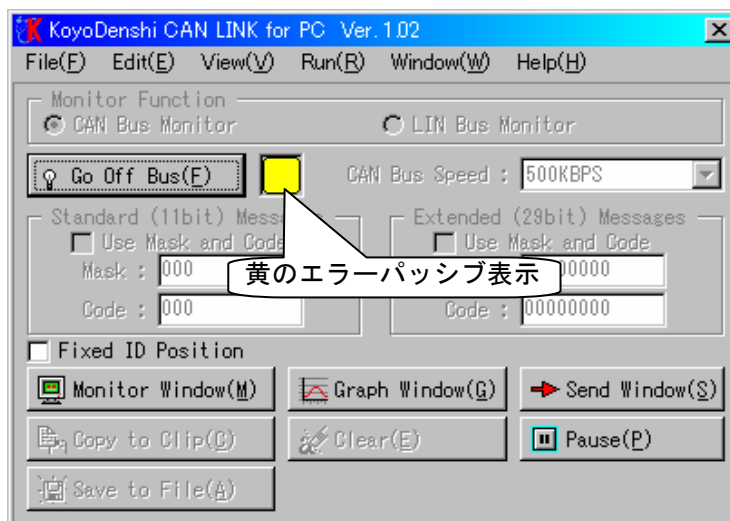 KoyoDenshi CAN LINK for PC Ver. 1.02
File(F) Edit(E) View(V) Run(R) Window(W) Help(H)
Monitor Function
CAN Bus Monitor LIN Bus Monitor
Go Off Bus(F) CAN Bus Speed : 500KBPS
Standard (11bit) Mess Extended (29bit) Messages
Use Mask and Code Use Mask and Code
Mask : 000 黄のエラーパッシブ表示 0000000
Code : 000 Code : 00000000
Fixed ID Position
Monitor Window(M) Graph Window(G) Send Window(S)
Copy to Clip(C) Clear(E) Pause(P)
Save to File(A)